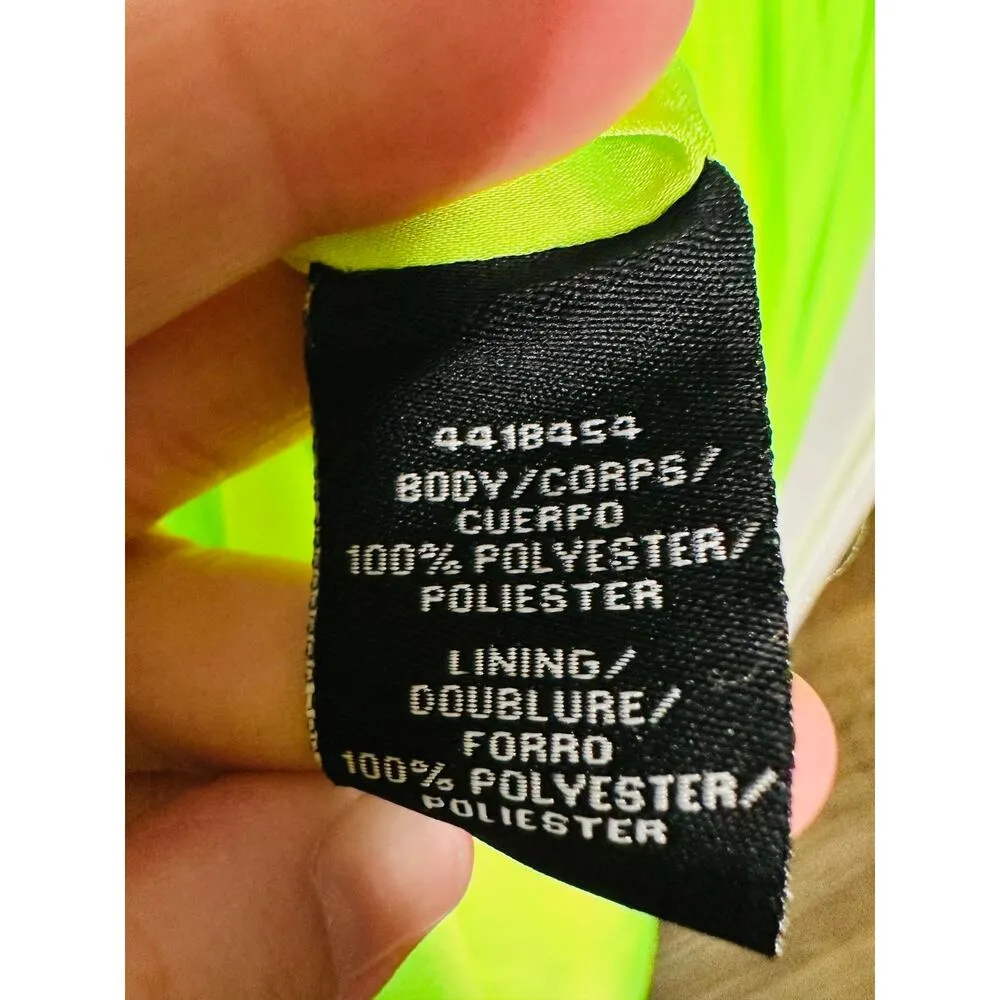 4418454
BODY/CORPS/
CUERPO
100% POLYESTER/
POLIESTER
LINING/
DOUBLURE/
FORRO
100% POLYESTER/
POLIESTER